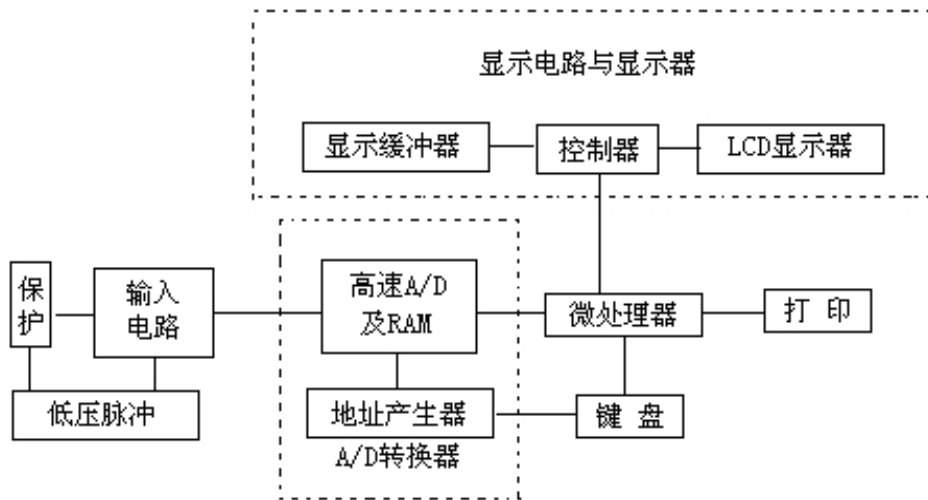 显示电路与显示器
显示缓冲器
控制器
LCD显示器
保
护
输入
电路
高速A/D
及RAM
微处理器
打 印
低压脉冲
地址产生器
键 盘
A/D转换器